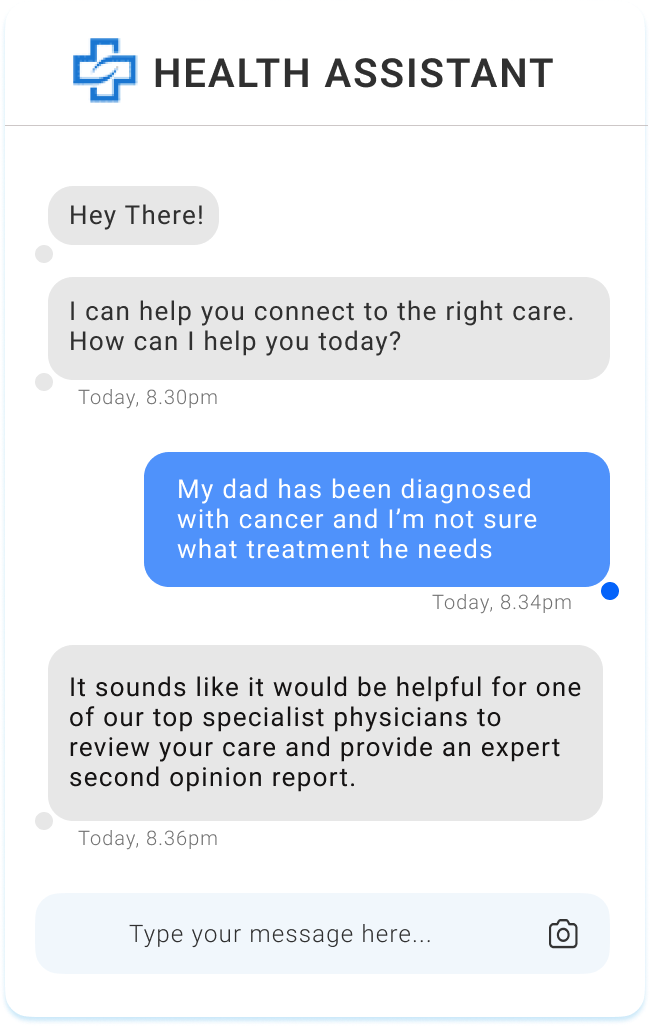 HEALTH ASSISTANT
Hey There!
I can help you connect to the right care.
How can I help you today?
Today, 8.30pm
My dad has been diagnosed
with cancer and I’m not sure
what treatment he needs
Today, 8.34pm
It sounds like it would be helpful for one
of our top specialist physicians to
review your care and provide an expert
second opinion report.
Today, 8.36pm
Type your message here...